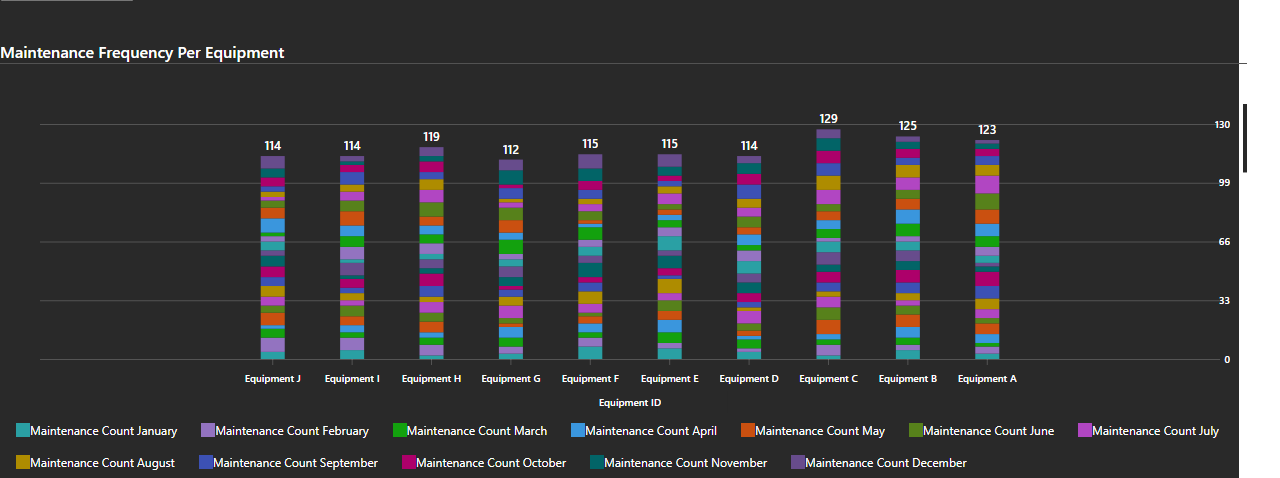 Maintenance Frequency Per Equipment
114 114 119 112 115 115 114 129 125 123
130
99
66
33
0
Equipment J Equipment I Equipment H Equipment G Equipment F Equipment E Equipment D Equipment C Equipment B Equipment A
Equipment ID
Maintenance Count January Maintenance Count February Maintenance Count March Maintenance Count April Maintenance Count May Maintenance Count June Maintenance Count July
Maintenance Count August Maintenance Count September Maintenance Count October Maintenance Count November Maintenance Count December